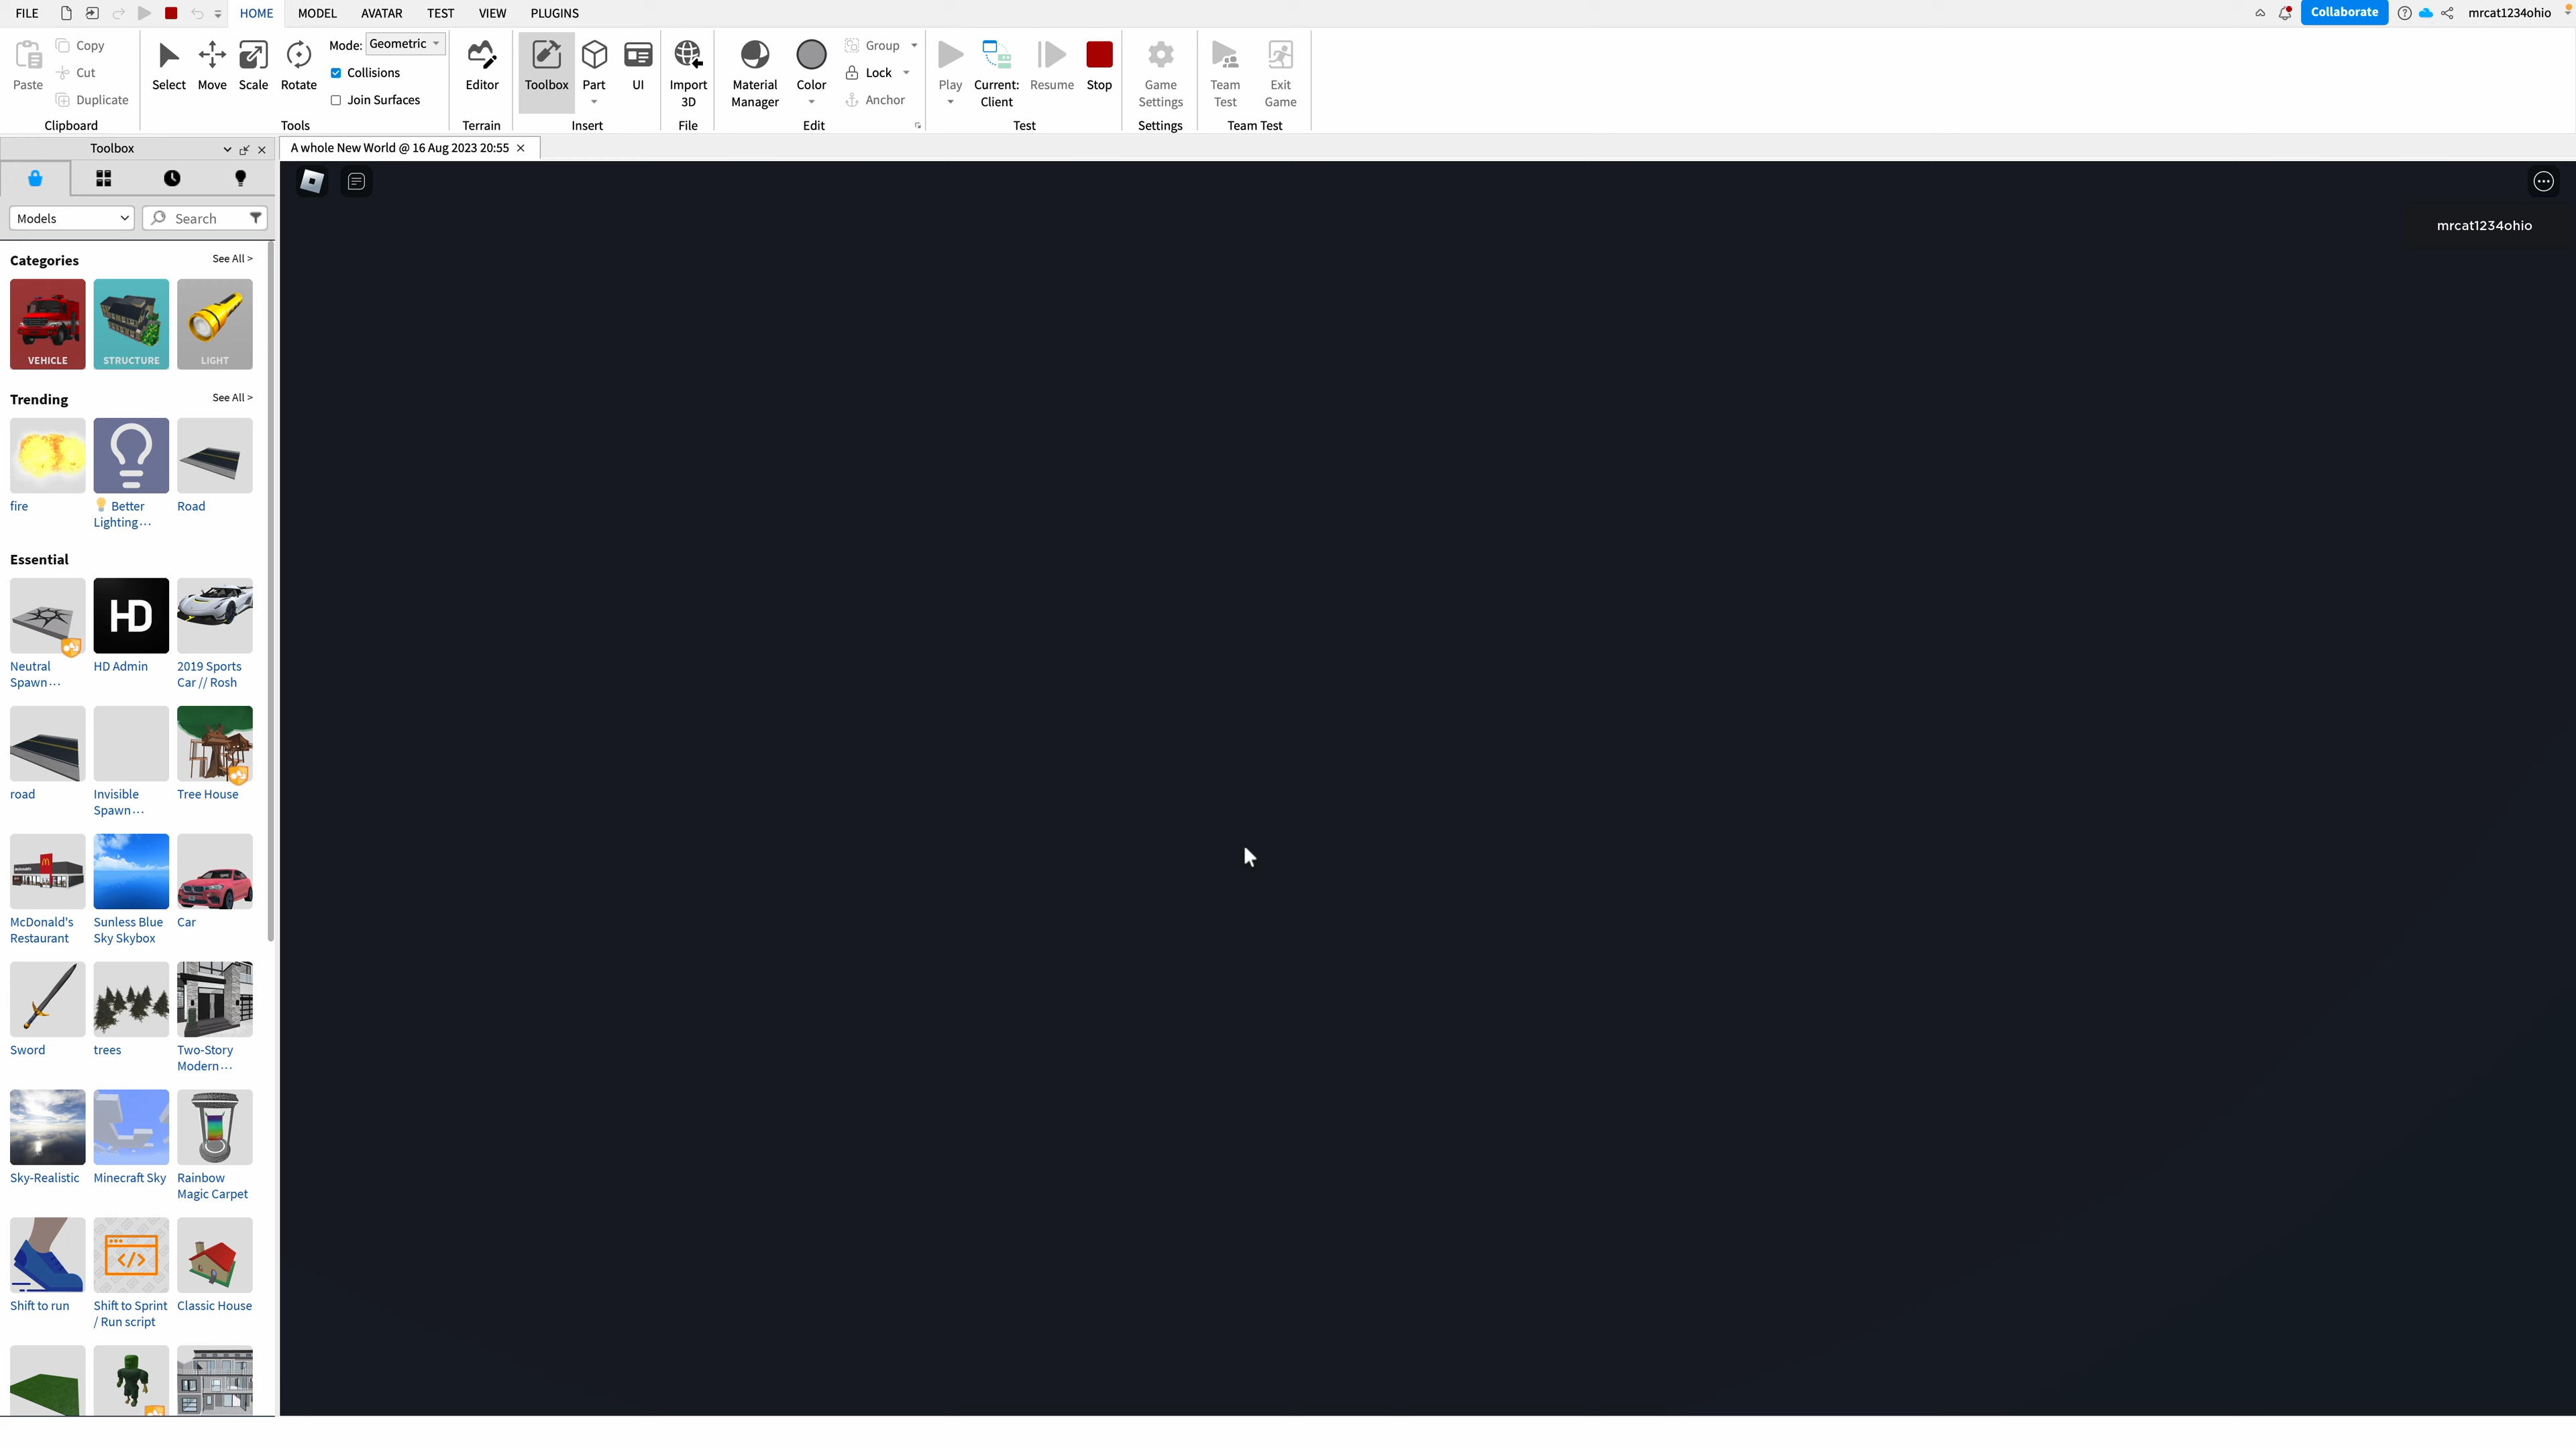 FILE HOME MODEL AVATAR TEST VIEW PLUGINS Collaborate mrcat1234ohio
Paste Copy Cut Duplicate
Clipboard
Select Move Scale Rotate
Mode: Geometric
Collisions
Join Surfaces
Tools
Editor
Terrain
Toolbox Part UI
Insert
Import
3D
File
Material
Manager
Color
Group
Lock
Anchor
Edit
Play
Current:
Client
Resume
Stop
Test
Game
Settings
Settings
Team
Test
Exit
Game
Team Test
Toolbox
A whole New World @ 16 Aug 2023 20:55
mrcat1234ohio
Models Search
Categories See All >
VEHICLE STRUCTURE LIGHT
Trending See All >
fire
Better
Lighting...
Road
Essential
HD
Neutral
Spawn...
HD Admin
2019 Sports
Car // Rosh
road
Invisible
Spawn...
Tree House
McDonald's
Restaurant
Sunless Blue
Sky Skybox
Car
Sword
trees
Two-Story
Modern...
Sky-Realistic
Minecraft Sky
Rainbow
Magic Carpet
</>
Shift to run
Shift to Sprint
/ Run script
Classic House